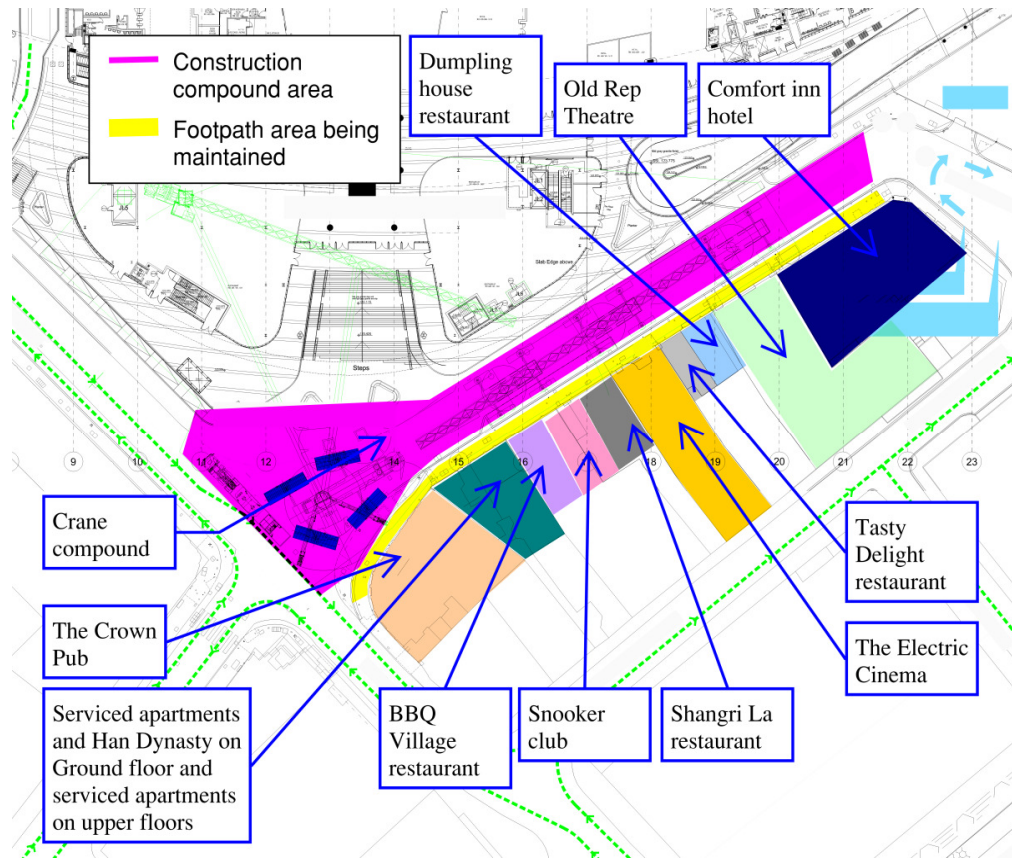 Construction
compound area
Footpath area being
maintained
Dumpling
house
restaurant
Old Rep
Theatre
Comfort inn
hotel
Slab Edge above
Steps
9
10
11
12
14
15
16
18
19
20
21
22
23
Crane
compound
The Crown
Pub
Serviced apartments
and Han Dynasty on
Ground floor and
serviced apartments
on upper floors
BBQ
Village
restaurant
Snooker
club
Shangri La
restaurant
The Electric
Cinema
Tasty
Delight
restaurant